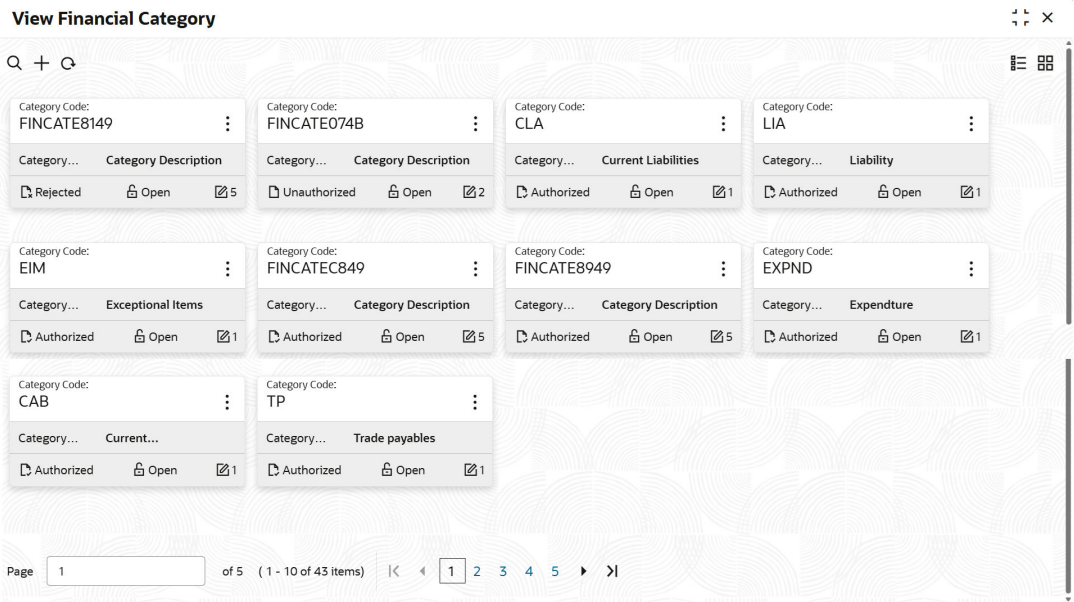 View Financial Category
Category Code: Category Code: Category Code: Category Code:
FINCATE8149 FINCATE074B CLA LIA
Category... Category Description Category... Category Description Category... Current Liabilities Category... Liability
Rejected Open 5 Unauthorized Open 2 Authorized Open 1 Authorized Open 1
Category Code: Category Code: Category Code: Category Code:
EIM FINCATEC849 FINCATE8949 EXPND
Category... Exceptional Items Category... Category Description Category... Category Description Category... Expendture
Authorized Open 1 Authorized Open 5 Authorized Open 5 Authorized Open 1
Category Code: Category Code:
CAB TP
Category... Current... Category... Trade payables
Authorized Open 1 Authorized Open 1
Page 1 of 5 ( 1 - 10 of 43 items) 1 2 3 4 5